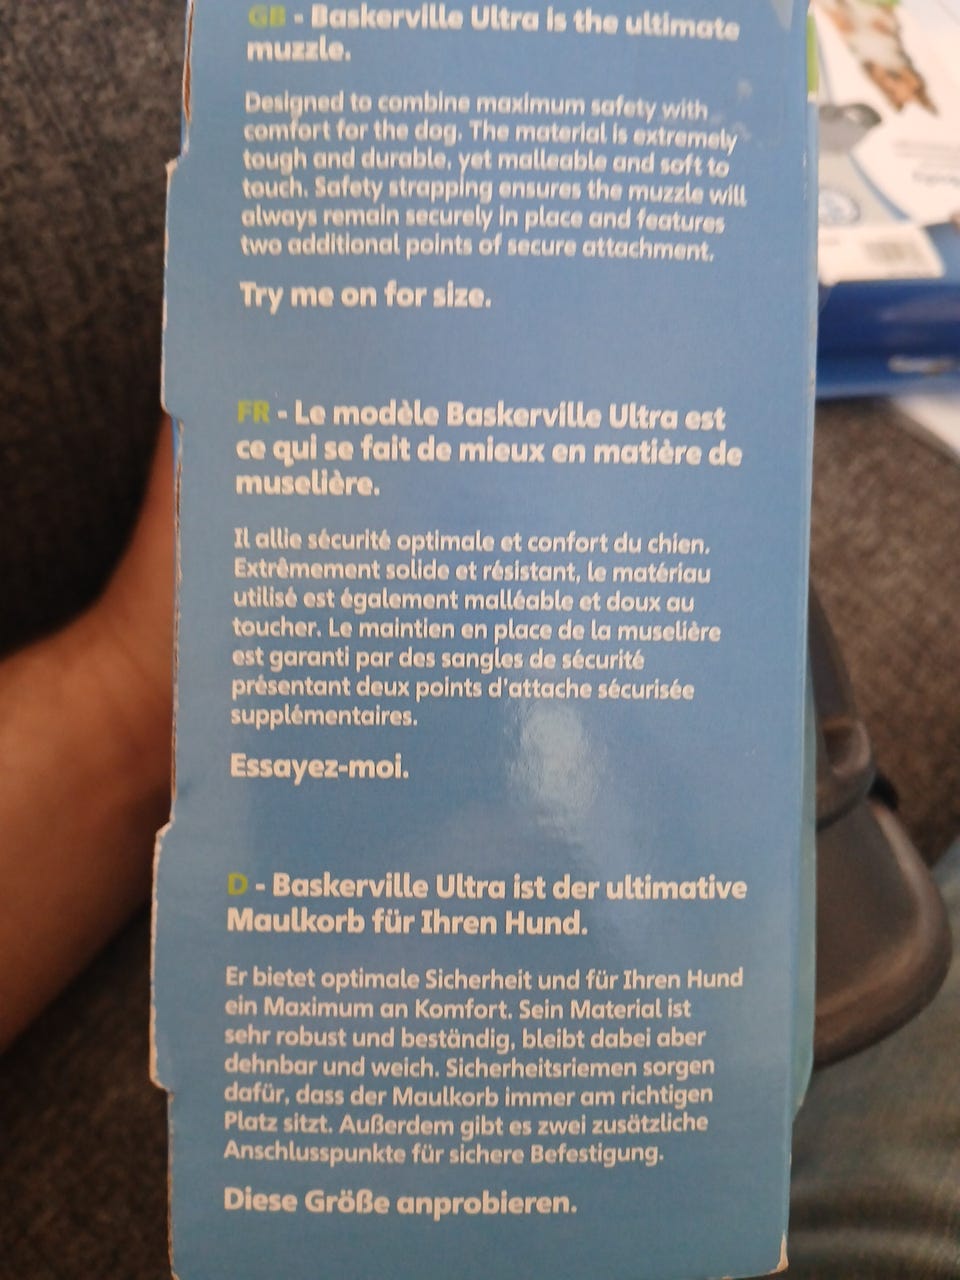 GB - Baskerville Ultra is the ultimate
muzzle.
Designed to combine maximum safety with
comfort for the dog. The material is extremely
tough and durable, yet malleable and soft to
touch. Safety strapping ensures the muzzle will
always remain securely in place and features
two additional points of secure attachment.
Try me on for size.
FR - Le modèle Baskerville Ultra est
ce qui se fait de mieux en matière de
muselière.
Il allie sécurité optimale et confort du chien.
Extrêmement solide et résistant, le matériau
utilisé est également malléable et doux au
toucher. Le maintien en place de la muselière
est garanti par des sangles de sécurité
présentant deux points d'attache sécurisée
supplémentaires.
Essayez-moi.
D - Baskerville Ultra ist der ultimative
Maulkorb für Ihren Hund.
Er bietet optimale Sicherheit und für Ihren Hund
ein Maximum an Komfort. Sein Material ist
sehr robust und beständig, bleibt dabei aber
dehnbar und weich. Sicherheitsriemen sorgen
dafür, dass der Maulkorb immer am richtigen
Platz sitzt. Außerdem gibt es zwei zusätzliche
Anschlusspunkte für sichere Befestigung.
Diese Größe anprobieren.